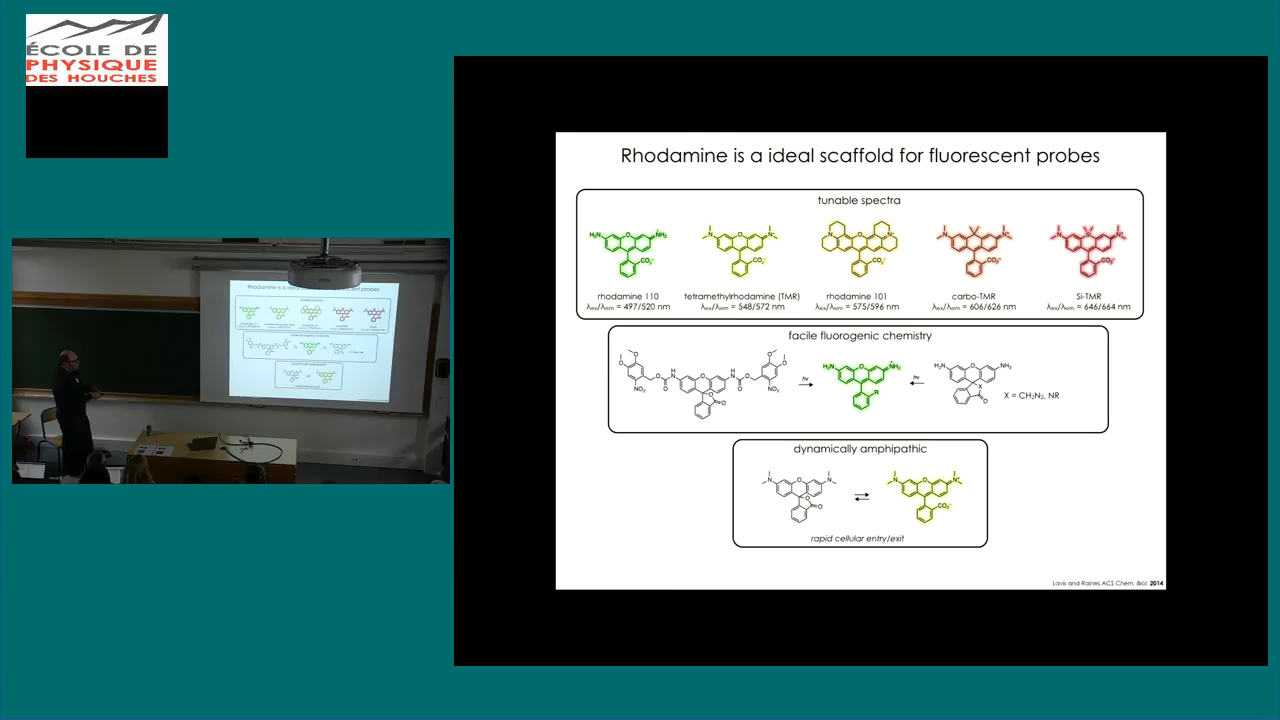 ÉCOLE DE
PHYSIQUE
DES HOUCHES
Rhodamine is a ideal scaffold for fluorescent probes
tunable spectra
rhodamine 110
λex/λem = 497/520 nm
tetramethylrhodamine (TMR)
λex/λem = 548/572 nm
rhodamine 101
λex/λem = 575/596 nm
carbo-TMR
λex/λem = 606/626 nm
Si-TMR
λex/λem = 646/664 nm
facile fluorogenic chemistry
hν
hν
X = CH₂N₂, NR
dynamically amphipathic
rapid cellular entry/exit
Lavis and Raines ACS Chem. Biol. 2014